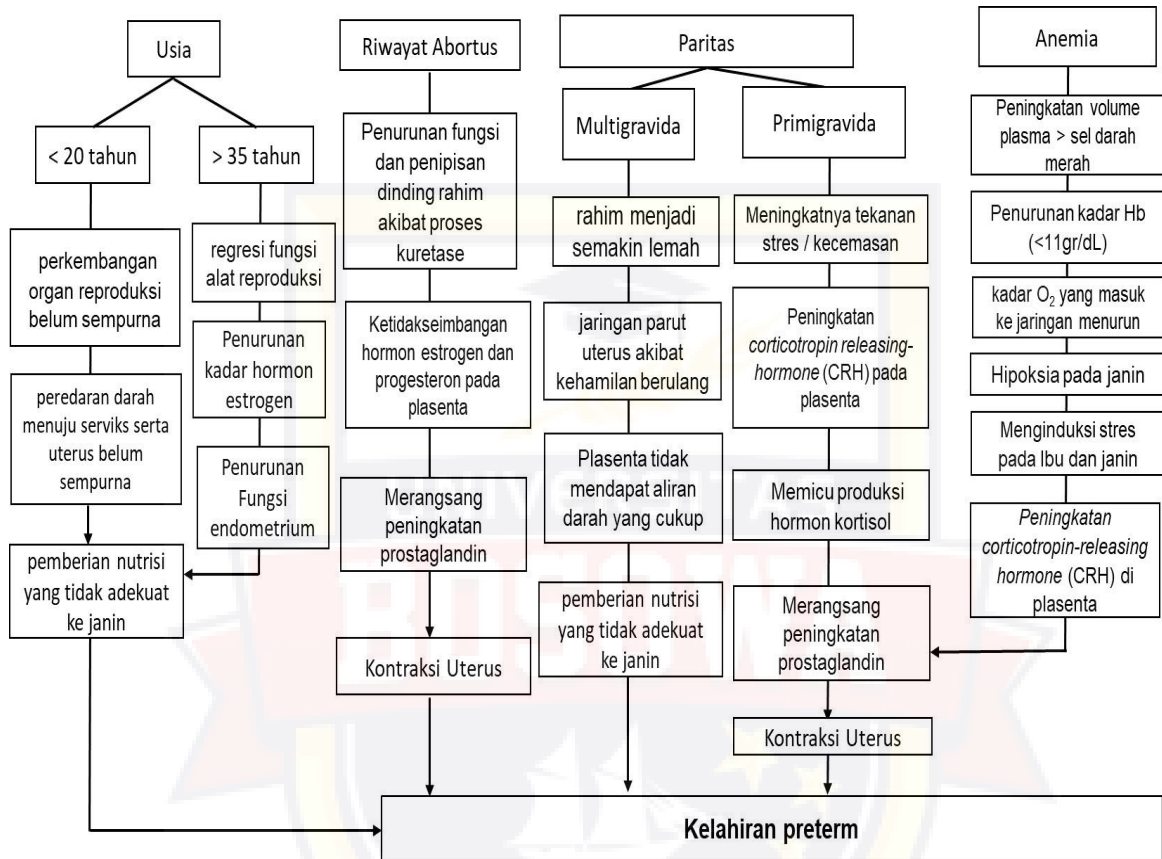 Usia
< 20 tahun
> 35 tahun
perkembangan
organ reproduksi
belum sempurna
peredaran darah
menuju serviks serta
uterus belum
sempurna
pemberian nutrisi
yang tidak adekuat
ke janin
regresi fungsi
alat reproduksi
Penurunan
kadar hormon
estrogen
Penurunan
Fungsi
endometrium
Riwayat Abortus
Penurunan fungsi
dan penipisan
dinding rahim
akibat proses
kuretase
Ketidakseimbangan
hormon estrogen dan
progesteron pada
plasenta
Merangsang
peningkatan
prostaglandin
Kontraksi Uterus
Paritas
Multigravida
rahim menjadi
semakin lemah
jaringan parut
uterus akibat
kehamilan berulang
Plasenta tidak
mendapat aliran
darah yang cukup
pemberian nutrisi
yang tidak adekuat
ke janin
Primigravida
Meningkatnya tekanan
stres / kecemasan
Peningkatan
corticotropin releasing-
hormone (CRH) pada
plasenta
Memicu produksi
hormon kortisol
Merangsang
peningkatan
prostaglandin
Kontraksi Uterus
Anemia
Peningkatan volume
plasma > sel darah
merah
Penurunan kadar Hb
(<11gr/dL)
kadar O₂ yang masuk
ke jaringan menurun
Hipoksia pada janin
Menginduksi stres
pada Ibu dan janin
Peningkatan
corticotropin-releasing
hormone (CRH) di
plasenta
Kelahiran preterm
UNIVERSITAS
BOSOWA